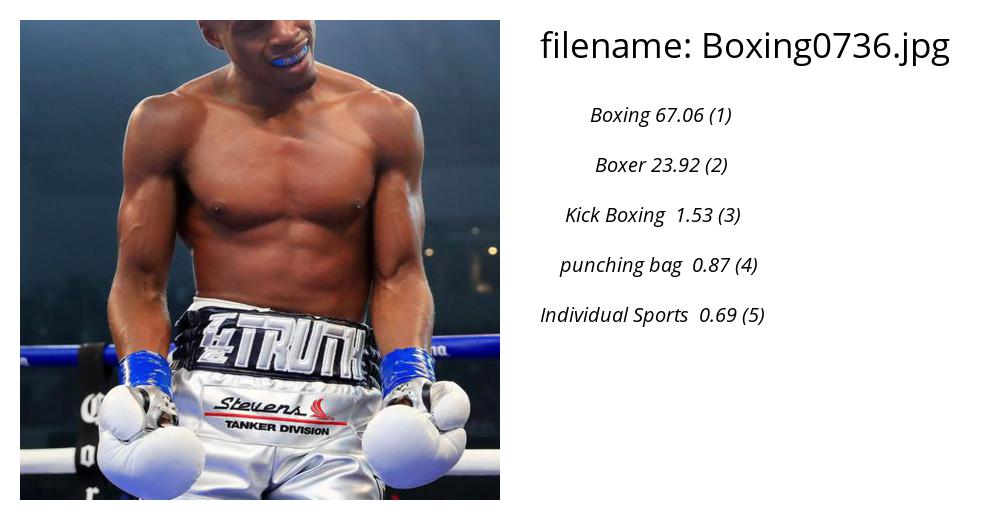 filename: Boxing0736.jpg
Boxing 67.06 (1)
Boxer 23.92 (2)
Kick Boxing 1.53 (3)
punching bag 0.87 (4)
Individual Sports 0.69 (5)
THE TRUTH
Stevens
TANKER DIVISION
Cor